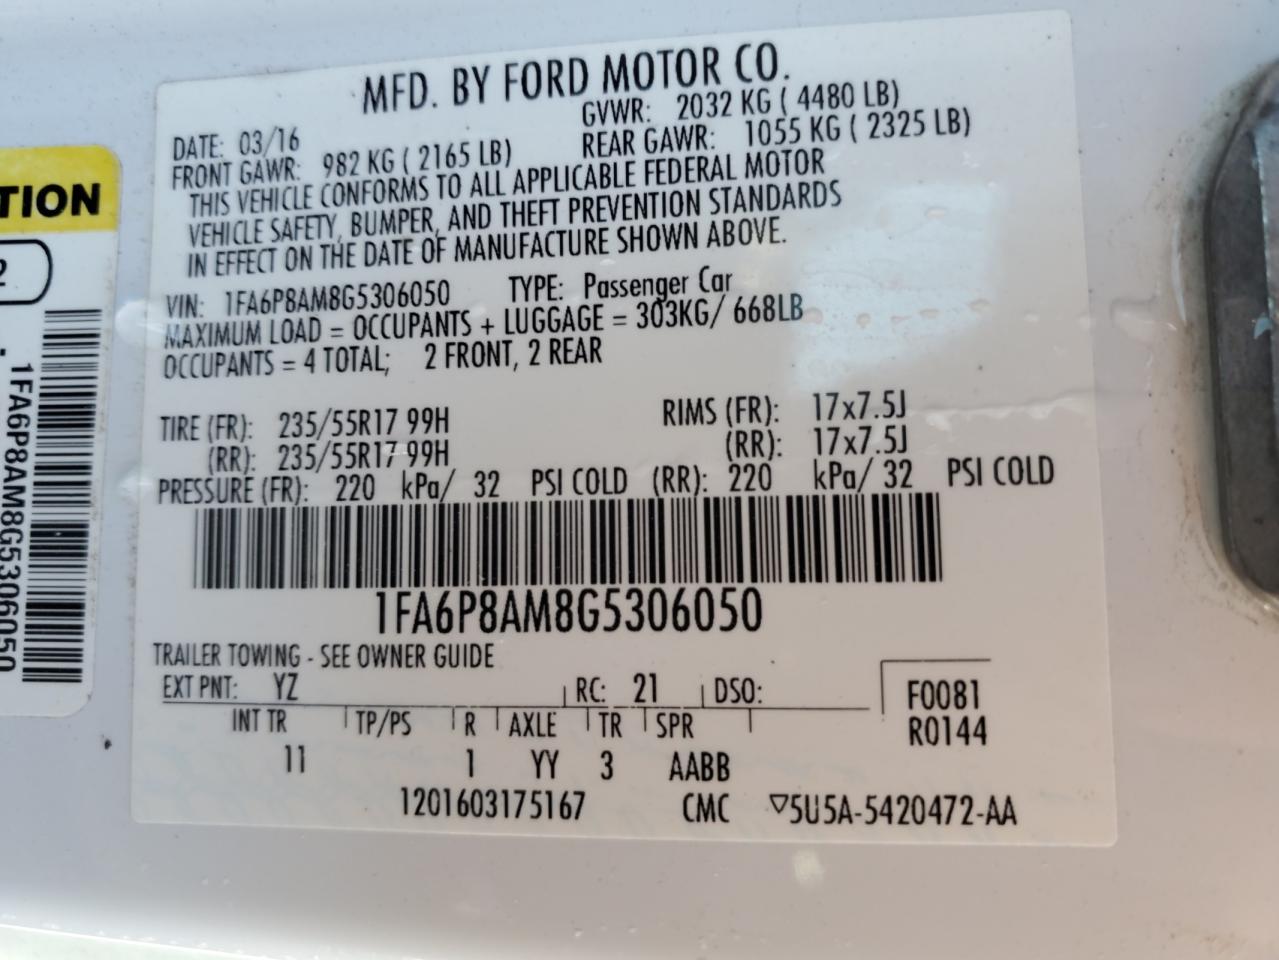 MFD. BY FORD MOTOR CO.
DATE: 03/16 GVWR: 2032 KG ( 4480 LB)
FRONT GAWR: 982 KG ( 2165 LB) REAR GAWR: 1055 KG ( 2325 LB)
THIS VEHICLE CONFORMS TO ALL APPLICABLE FEDERAL MOTOR
VEHICLE SAFETY, BUMPER, AND THEFT PREVENTION STANDARDS
IN EFFECT ON THE DATE OF MANUFACTURE SHOWN ABOVE.
VIN: 1FA6P8AM8G5306050 TYPE: Passenger Car
MAXIMUM LOAD = OCCUPANTS + LUGGAGE = 303KG/ 668LB
OCCUPANTS = 4 TOTAL; 2 FRONT, 2 REAR
TIRE (FR): 235/55R17 99H RIMS (FR): 17x7.5J
(RR): 235/55R17 99H (RR): 17x7.5J
PRESSURE (FR): 220 kPa/ 32 PSI COLD (RR): 220 kPa/ 32 PSI COLD
1FA6P8AM8G5306050
TRAILER TOWING - SEE OWNER GUIDE
EXT PNT: YZ RC: 21 DSO: F0081
INT TR TP/PS R AXLE TR SPR R0144
11 1 YY 3 AABB
1201603175167 CMC ▽5U5A-5420472-AA
TION
2
1FA6P8AM8G5306050